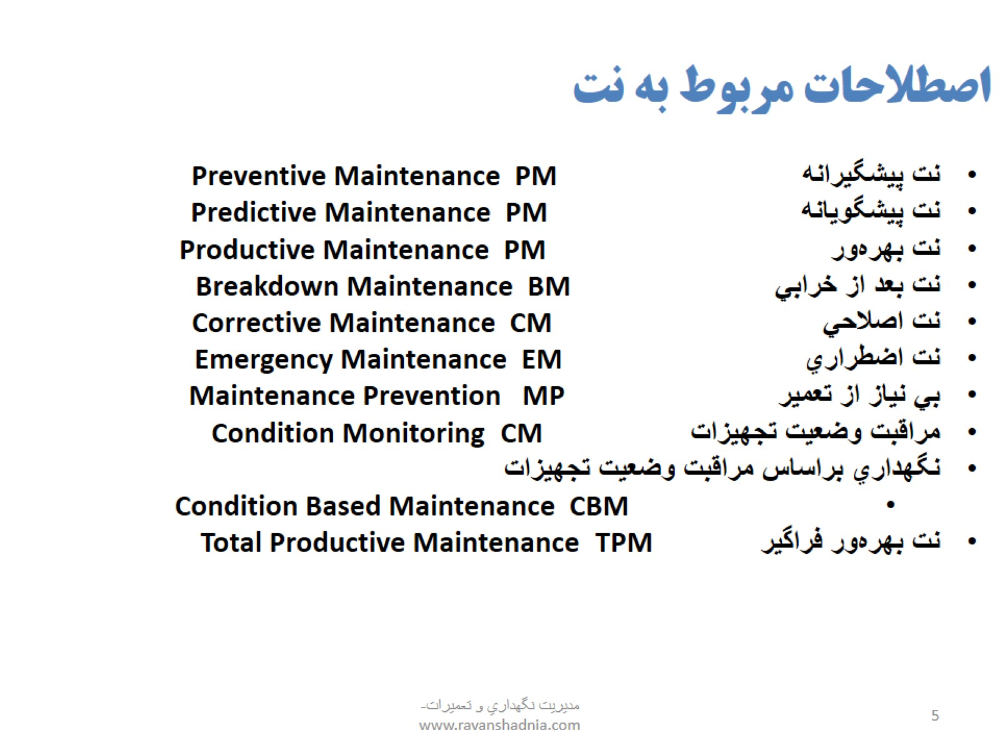 اصطلاحات مربوط به نت
• نت پيشگيرانه Preventive Maintenance PM
• نت پيشگويانه Predictive Maintenance PM
• نت بهره‌ور Productive Maintenance PM
• نت بعد از خرابي Breakdown Maintenance BM
• نت اصلاحي Corrective Maintenance CM
• نت اضطراري Emergency Maintenance EM
• بي نياز از تعمير Maintenance Prevention MP
• مراقبت وضعيت تجهيزات Condition Monitoring CM
• نگهداري براساس مراقبت وضعيت تجهيزات
• Condition Based Maintenance CBM
• نت بهره‌ور فراگير Total Productive Maintenance TPM
مديريت نگهداري و تعميرات-
www.ravanshadnia.com
5